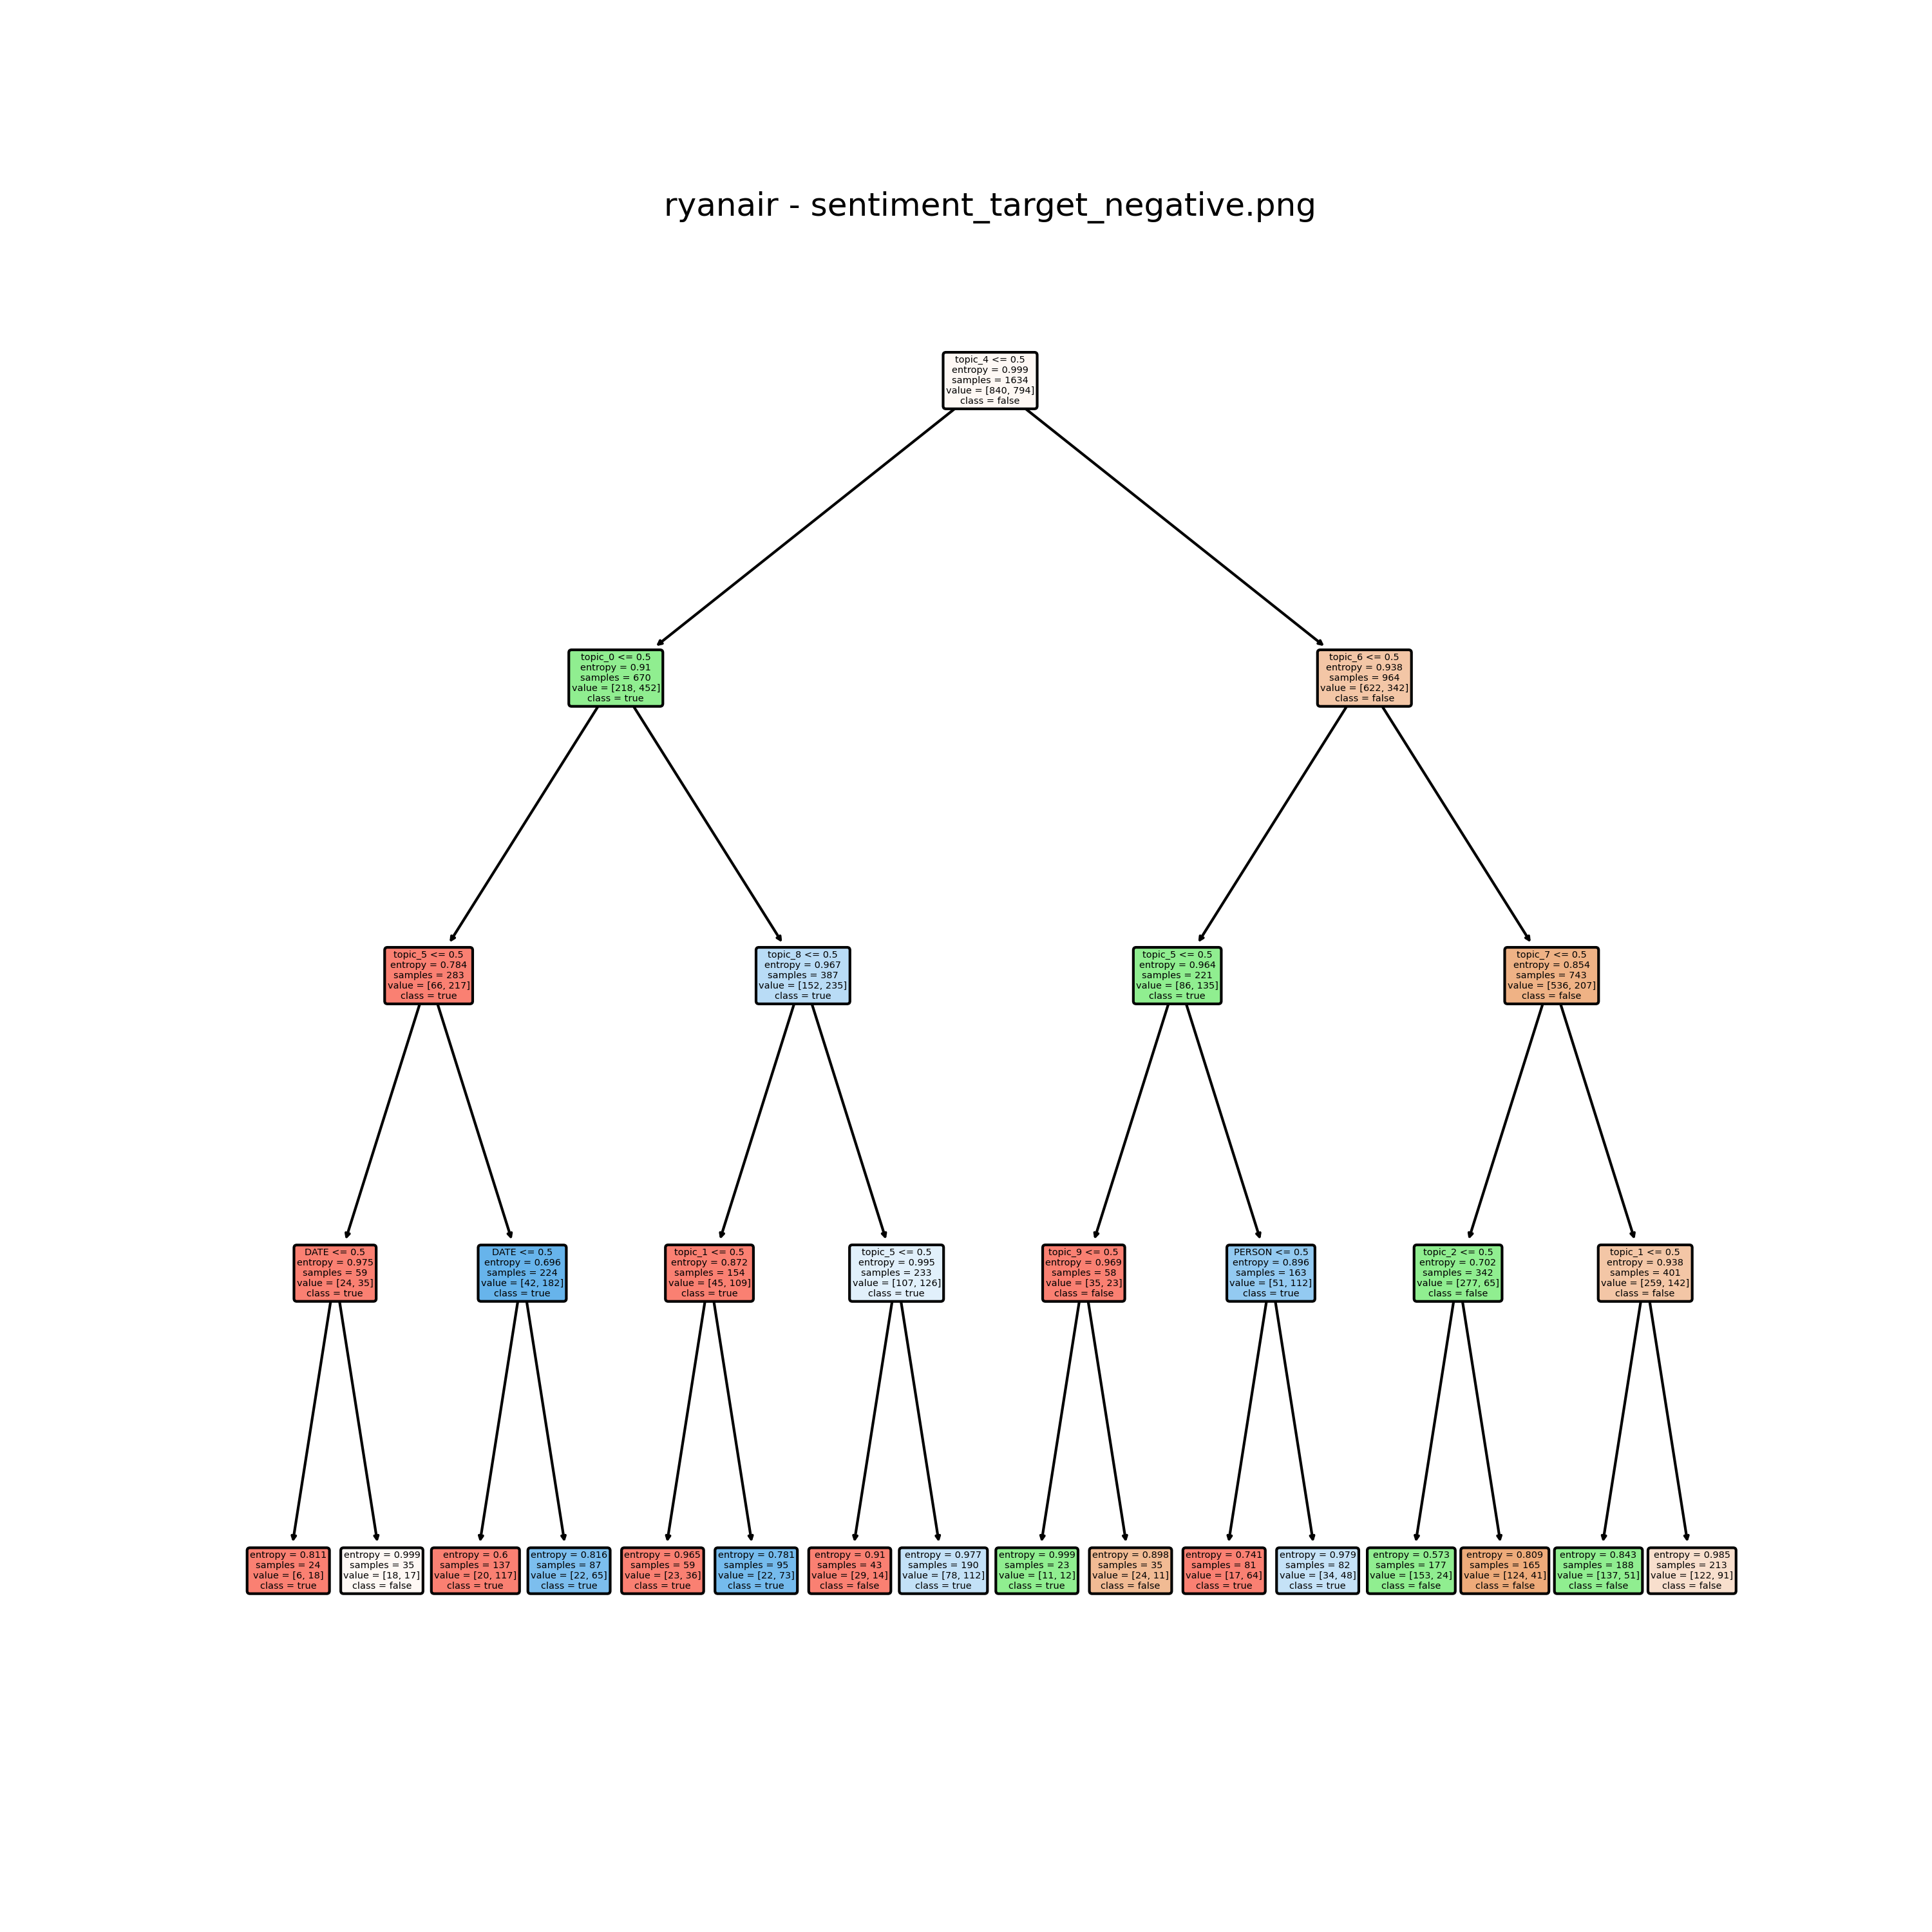 ryanair - sentiment_target_negative.png
topic_4 <= 0.5
entropy = 0.999
samples = 1634
value = [840, 794]
class = false
topic_0 <= 0.5
entropy = 0.91
samples = 670
value = [218, 452]
class = true
topic_6 <= 0.5
entropy = 0.938
samples = 964
value = [622, 342]
class = false
topic_5 <= 0.5
entropy = 0.784
samples = 283
value = [66, 217]
class = true
topic_8 <= 0.5
entropy = 0.967
samples = 387
value = [152, 235]
class = true
topic_5 <= 0.5
entropy = 0.964
samples = 221
value = [86, 135]
class = true
topic_7 <= 0.5
entropy = 0.854
samples = 743
value = [536, 207]
class = false
DATE <= 0.5
entropy = 0.975
samples = 59
value = [24, 35]
class = true
DATE <= 0.5
entropy = 0.696
samples = 224
value = [42, 182]
class = true
topic_1 <= 0.5
entropy = 0.872
samples = 154
value = [45, 109]
class = true
topic_5 <= 0.5
entropy = 0.995
samples = 233
value = [107, 126]
class = true
topic_9 <= 0.5
entropy = 0.969
samples = 58
value = [35, 23]
class = false
PERSON <= 0.5
entropy = 0.896
samples = 163
value = [51, 112]
class = true
topic_2 <= 0.5
entropy = 0.702
samples = 342
value = [277, 65]
class = false
topic_1 <= 0.5
entropy = 0.938
samples = 401
value = [259, 142]
class = false
entropy = 0.811
samples = 24
value = [6, 18]
class = true
entropy = 0.999
samples = 35
value = [18, 17]
class = false
entropy = 0.6
samples = 137
value = [20, 117]
class = true
entropy = 0.816
samples = 87
value = [22, 65]
class = true
entropy = 0.965
samples = 59
value = [23, 36]
class = true
entropy = 0.781
samples = 95
value = [22, 73]
class = true
entropy = 0.91
samples = 43
value = [29, 14]
class = false
entropy = 0.977
samples = 190
value = [78, 112]
class = true
entropy = 0.999
samples = 23
value = [11, 12]
class = true
entropy = 0.898
samples = 35
value = [24, 11]
class = false
entropy = 0.741
samples = 81
value = [17, 64]
class = true
entropy = 0.979
samples = 82
value = [34, 48]
class = true
entropy = 0.573
samples = 177
value = [153, 24]
class = false
entropy = 0.809
samples = 165
value = [124, 41]
class = false
entropy = 0.843
samples = 188
value = [137, 51]
class = false
entropy = 0.985
samples = 213
value = [122, 91]
class = false